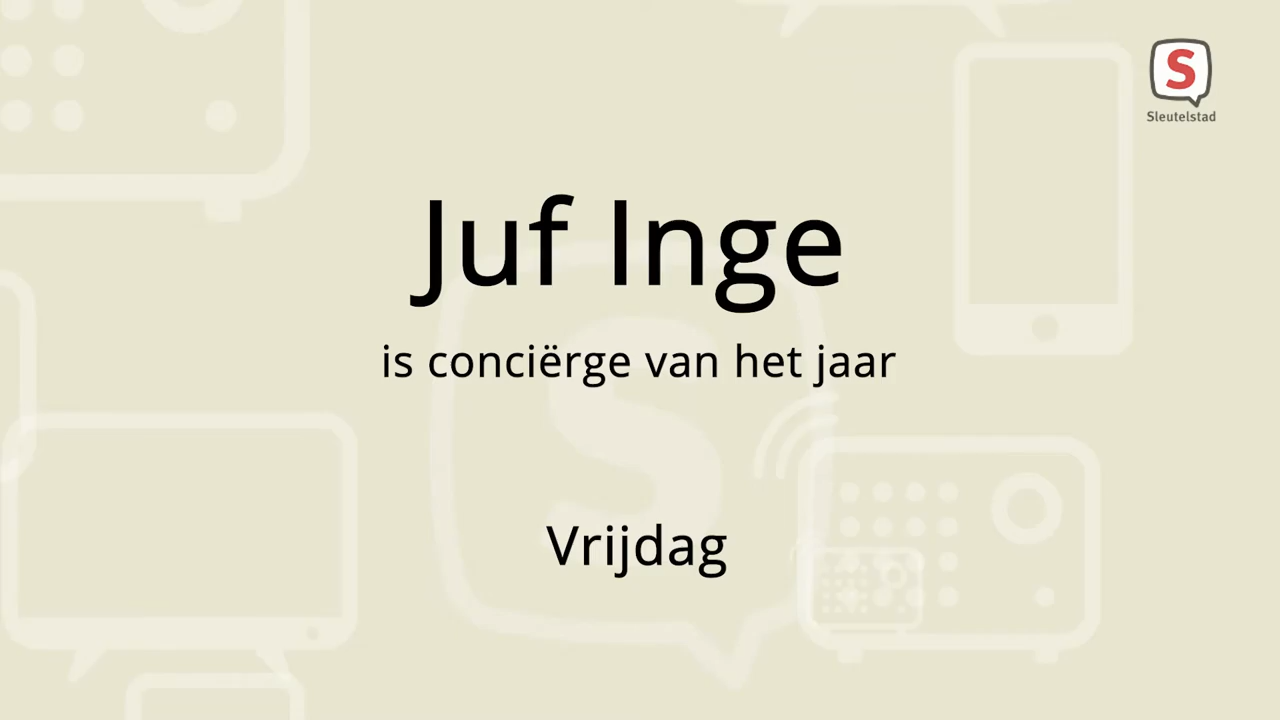 S
Sleutelstad
Juf Inge
is conciërge van het jaar
Vrijdag